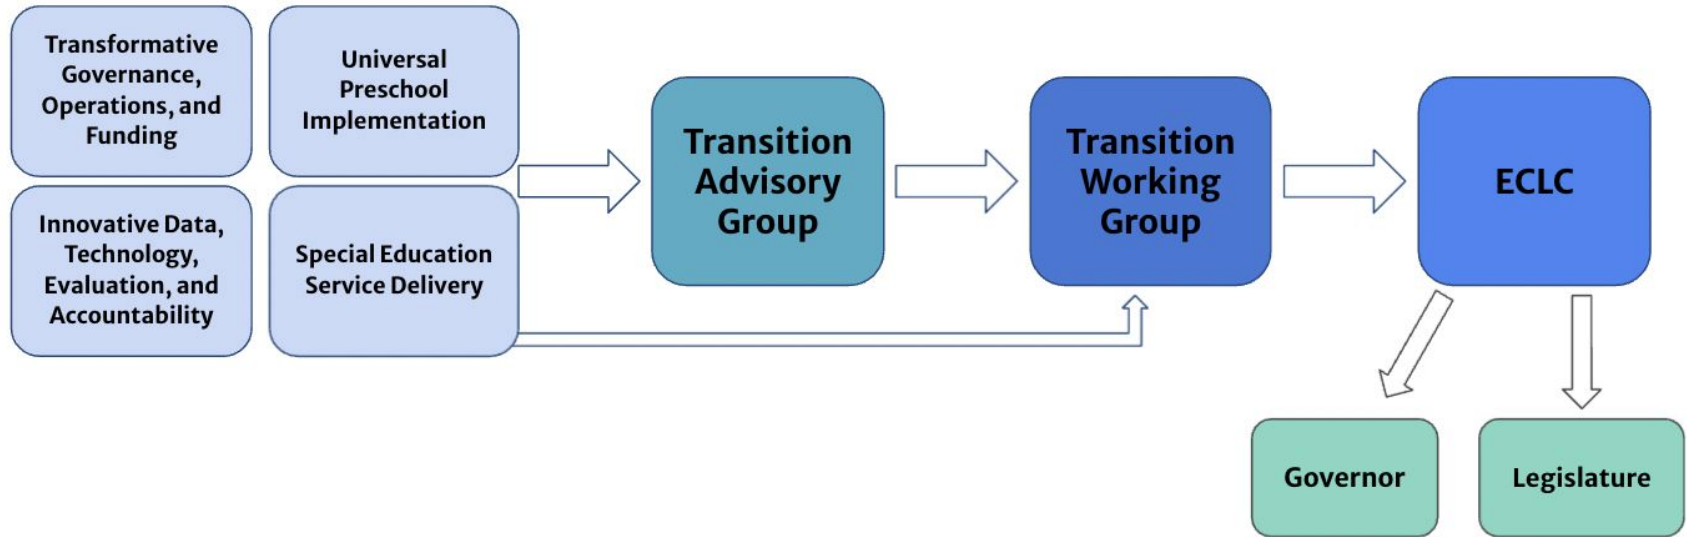 Transformative
Governance,
Operations, and
Funding
Universal
Preschool
Implementation
Innovative Data,
Technology,
Evaluation, and
Accountability
Special Education
Service Delivery
Transition
Advisory
Group
Transition
Working
Group
ECLC
Governor
Legislature